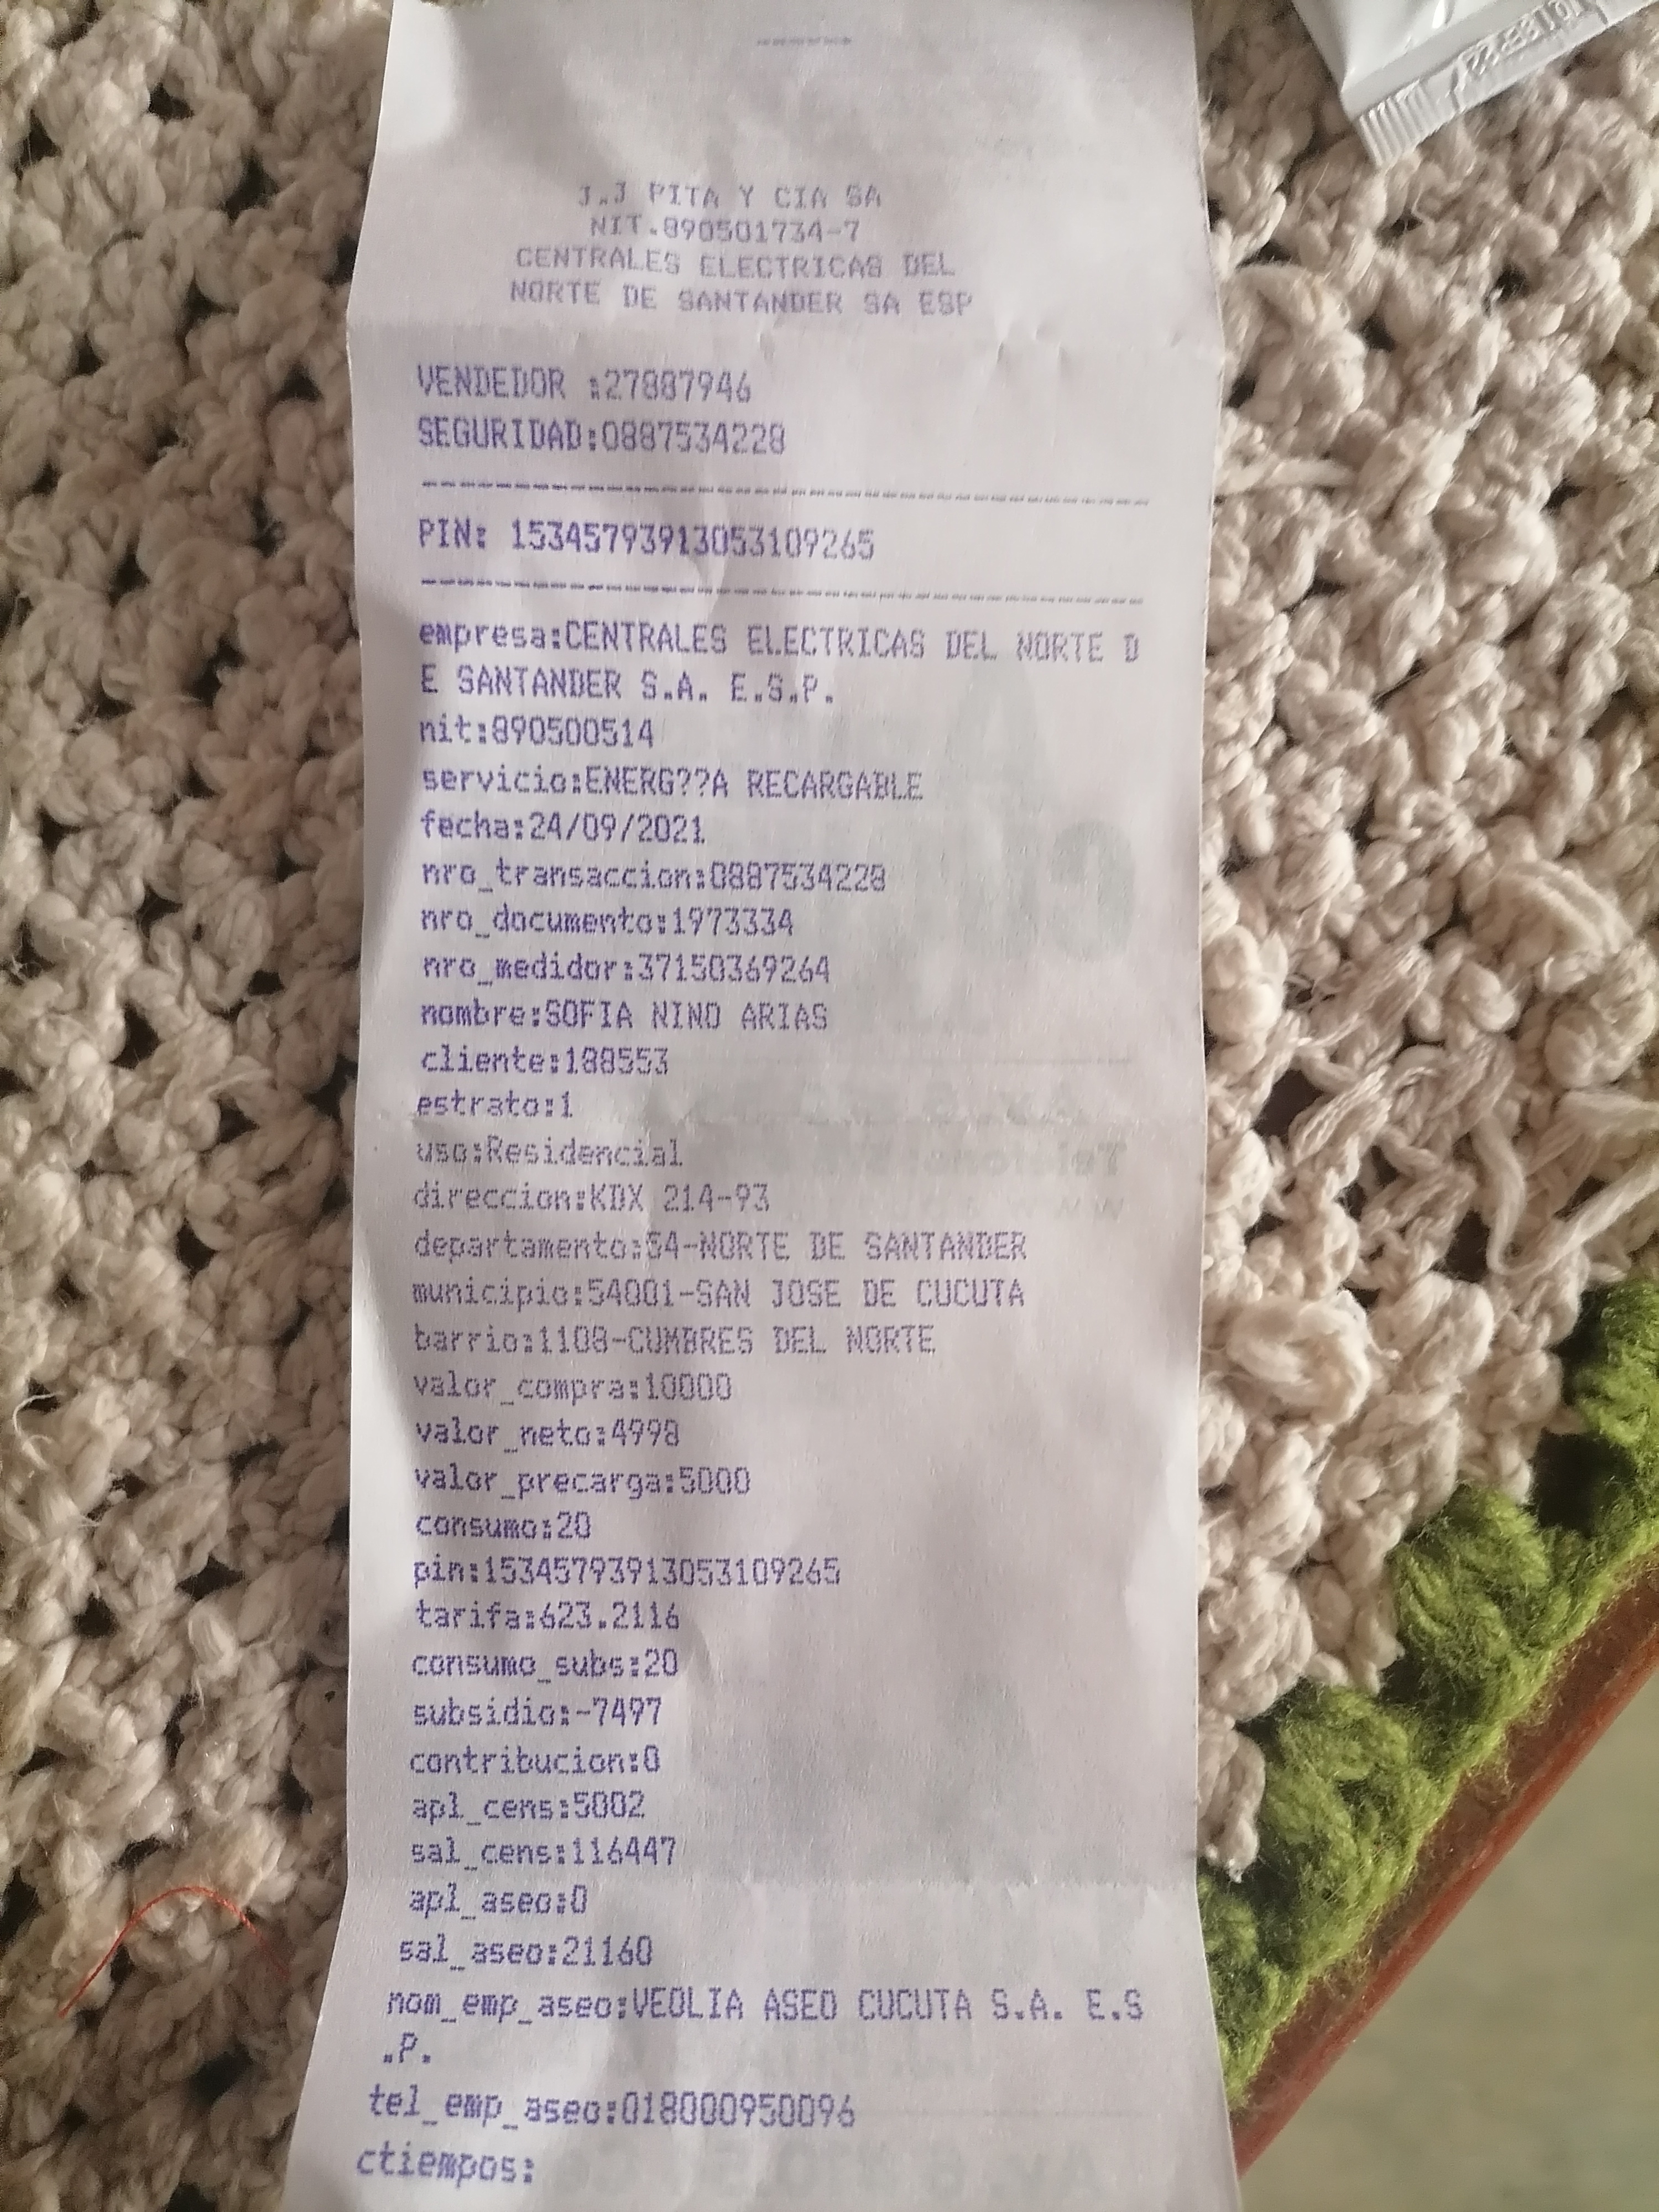 J.J PITA Y CIA SA
NIT.890501734-7
CENTRALES ELECTRICAS DEL
NORTE DE SANTANDER SA ESP
VENDEDOR :27887946
SEGURIDAD:0887534228
PIN: 15345793913053109265
empresa:CENTRALES ELECTRICAS DEL NORTE D
E SANTANDER S.A. E.S.P.
nit:890500514
servicio:ENERG??A RECARGABLE
fecha:24/09/2021
nro_transaccion:0887534228
nro_documento:1973334
nro_medidor:37150369264
nombre:SOFIA NINO ARIAS
cliente:188553
estrato:1
uso:Residencial
direccion:KDX 214-93
departamento:54-NORTE DE SANTANDER
municipio:54001-SAN JOSE DE CUCUTA
barrio:1108-CUMBRES DEL NORTE
valor_compra:10000
valor_neto:4998
valor_precarga:5000
consumo:20
pin:15345793913053109265
tarifa:623.2116
consumo_subs:20
subsidio:-7497
contribucion:0
apl_cens:5002
sal_cens:116447
apl_aseo:0
sal_aseo:21160
nom_emp_aseo:VEOLIA ASEO CUCUTA S.A. E.S
.P.
tel_emp_aseo:018000950096
ctiempos: